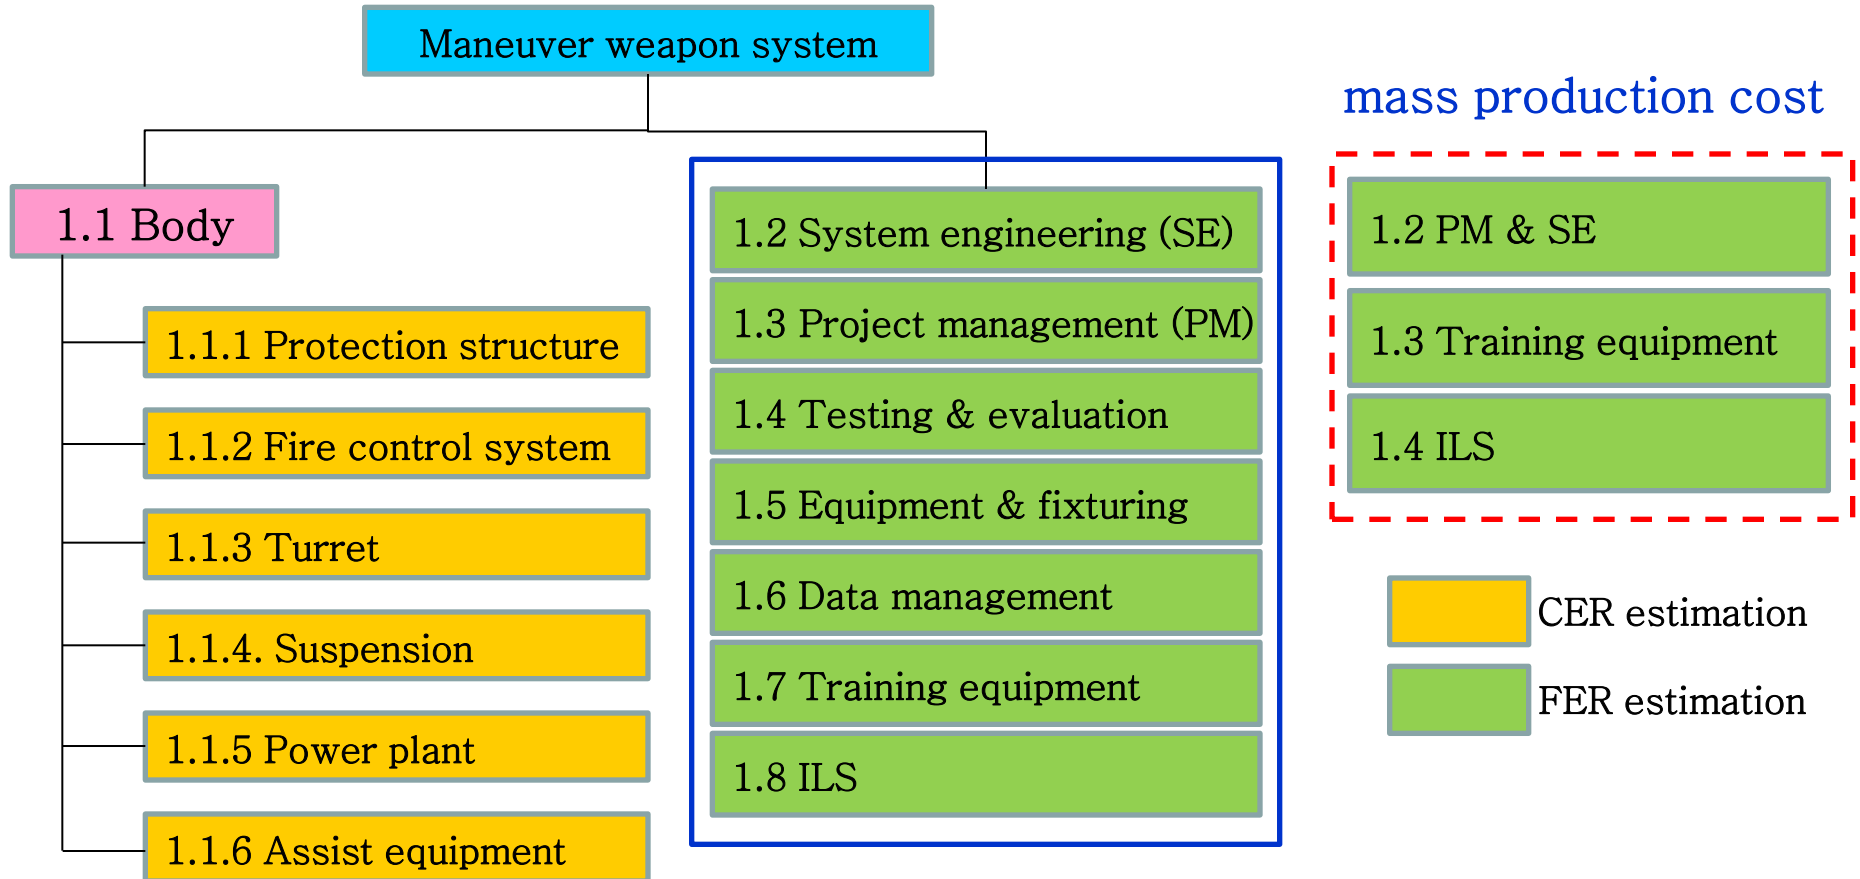 Maneuver weapon system
1.1 Body
1.1.1 Protection structure
1.1.2 Fire control system
1.1.3 Turret
1.1.4. Suspension
1.1.5 Power plant
1.1.6 Assist equipment
1.2 System engineering (SE)
1.3 Project management (PM)
1.4 Testing & evaluation
1.5 Equipment & fixturing
1.6 Data management
1.7 Training equipment
1.8 ILS
mass production cost
1.2 PM & SE
1.3 Training equipment
1.4 ILS
CER estimation
FER estimation